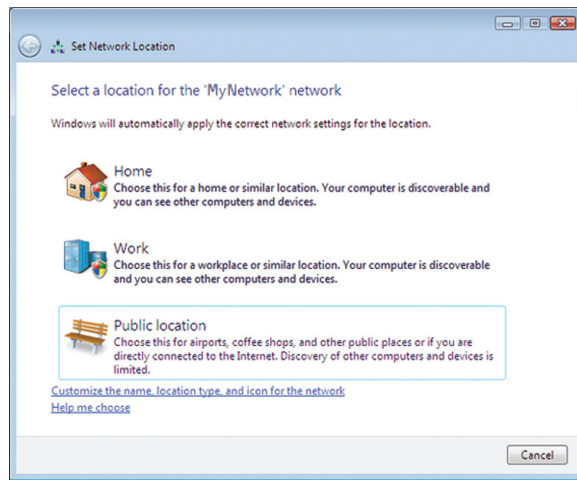 Set Network Location
Select a location for the 'MyNetwork' network
Windows will automatically apply the correct network settings for the location.
Home
Choose this for a home or similar location. Your computer is discoverable and
you can see other computers and devices.
Work
Choose this for a workplace or similar location. Your computer is discoverable
and you can see other computers and devices.
Public location
Choose this for airports, coffee shops, and other public places or if you are
directly connected to the Internet. Discovery of other computers and devices is
limited.
Customize the name, location type, and icon for the network
Help me choose
Cancel